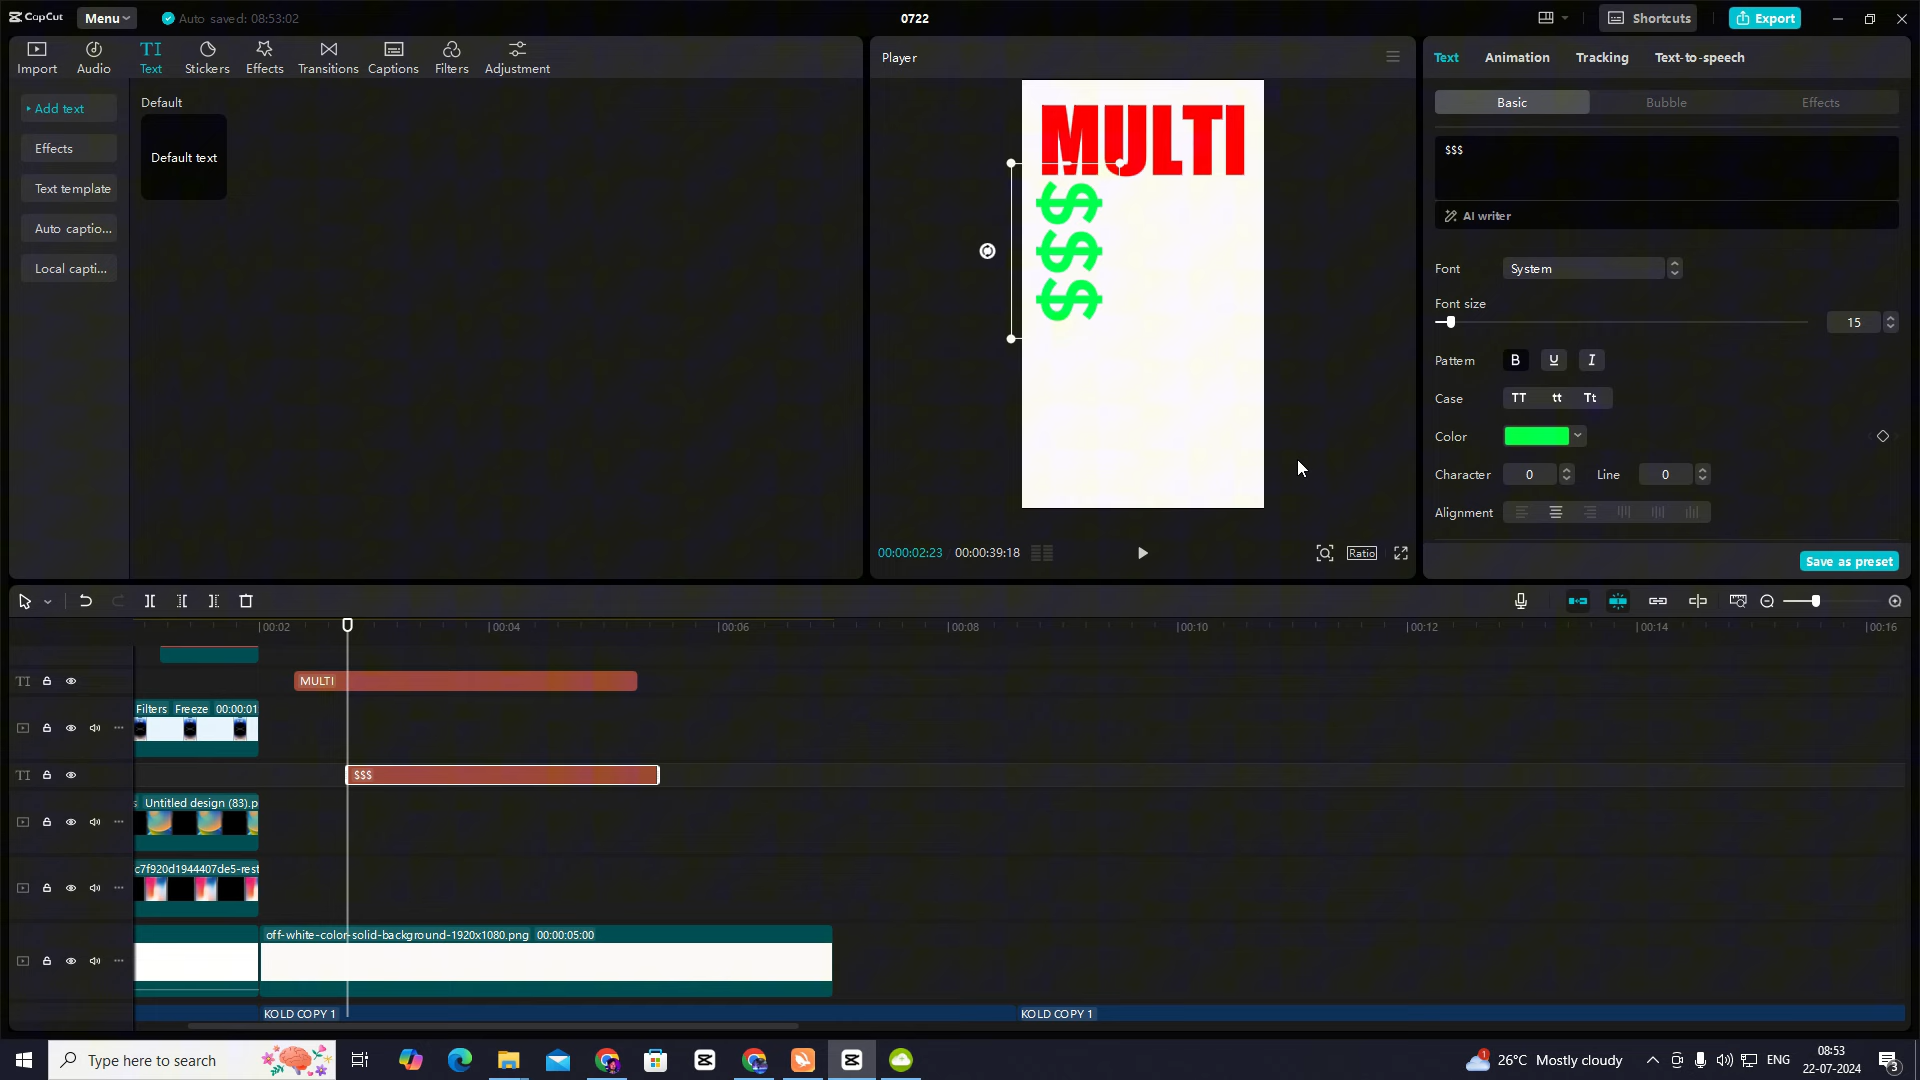 CapCut
Menu
Auto saved: 08:53:02
0722
Shortcuts
Export
Import
Audio
TI
Text
Stickers
Effects
Transitions
Captions
Filters
Adjustment
Add text
Effects
Text template
Auto captio...
Local capti...
Default
Default text
Player
MULTI
$$$
00:00:02:23
00:00:39:18
Ratio
Text
Animation
Tracking
Text-to-speech
Basic
Bubble
Effects
$$$
AI writer
Font
System
Font size
15
Pattern
B
U
I
Case
TT
tt
Tt
Color
Character
0
Line
0
Alignment
Save as preset
00:02
00:04
00:06
00:08
00:10
00:12
00:14
00:16
TI
MULTI
Filters Freeze 00:00:01
TI
$$$
s Untitled design (83).p
c7f920d1944407de5-rest
off-white-color-solid-background-1920x1080.png 00:00:05:00
KOLD COPY 1
KOLD COPY 1
Type here to search
1
26°C Mostly cloudy
ENG
08:53
22-07-2024
3